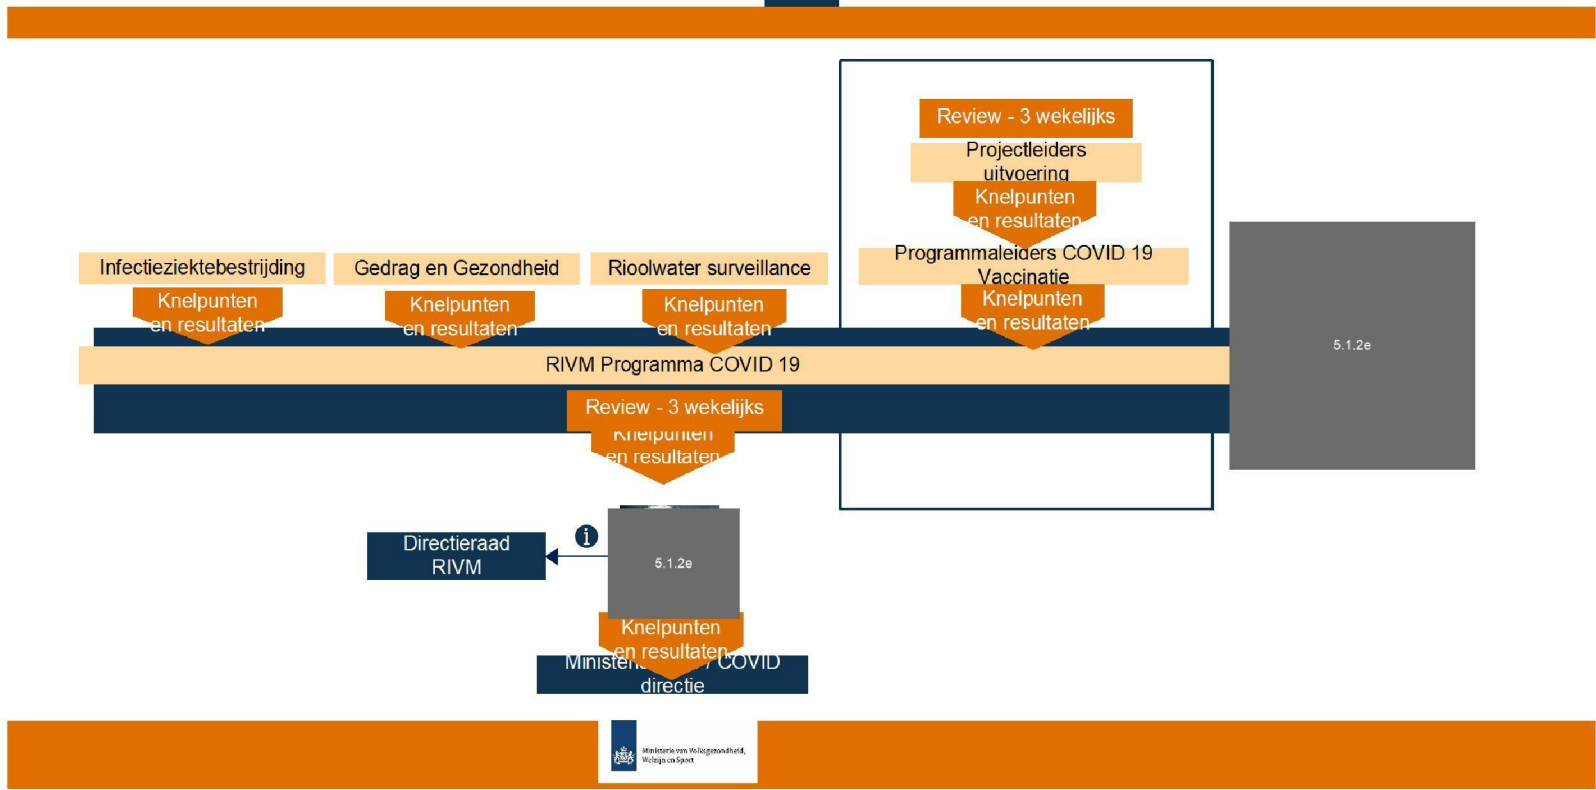 Review - 3 wekelijks
Projectleiders
uitvoering
Knelpunten
en resultaten
Programmaleiders COVID 19
Vaccinatie
Knelpunten
en resultaten
Infectieziektebestrijding
Knelpunten
en resultaten
Gedrag en Gezondheid
Knelpunten
en resultaten
Rioolwater surveillance
Knelpunten
en resultaten
5.1.2e
RIVM Programma COVID 19
Review - 3 wekelijks
Knelpunten
en resultaten
Directieraad
RIVM
i
5.1.2e
Knelpunten
en resultaten
/ COVID
directie
Ministerie van Volksgezondheid,
Welzijn en Sport